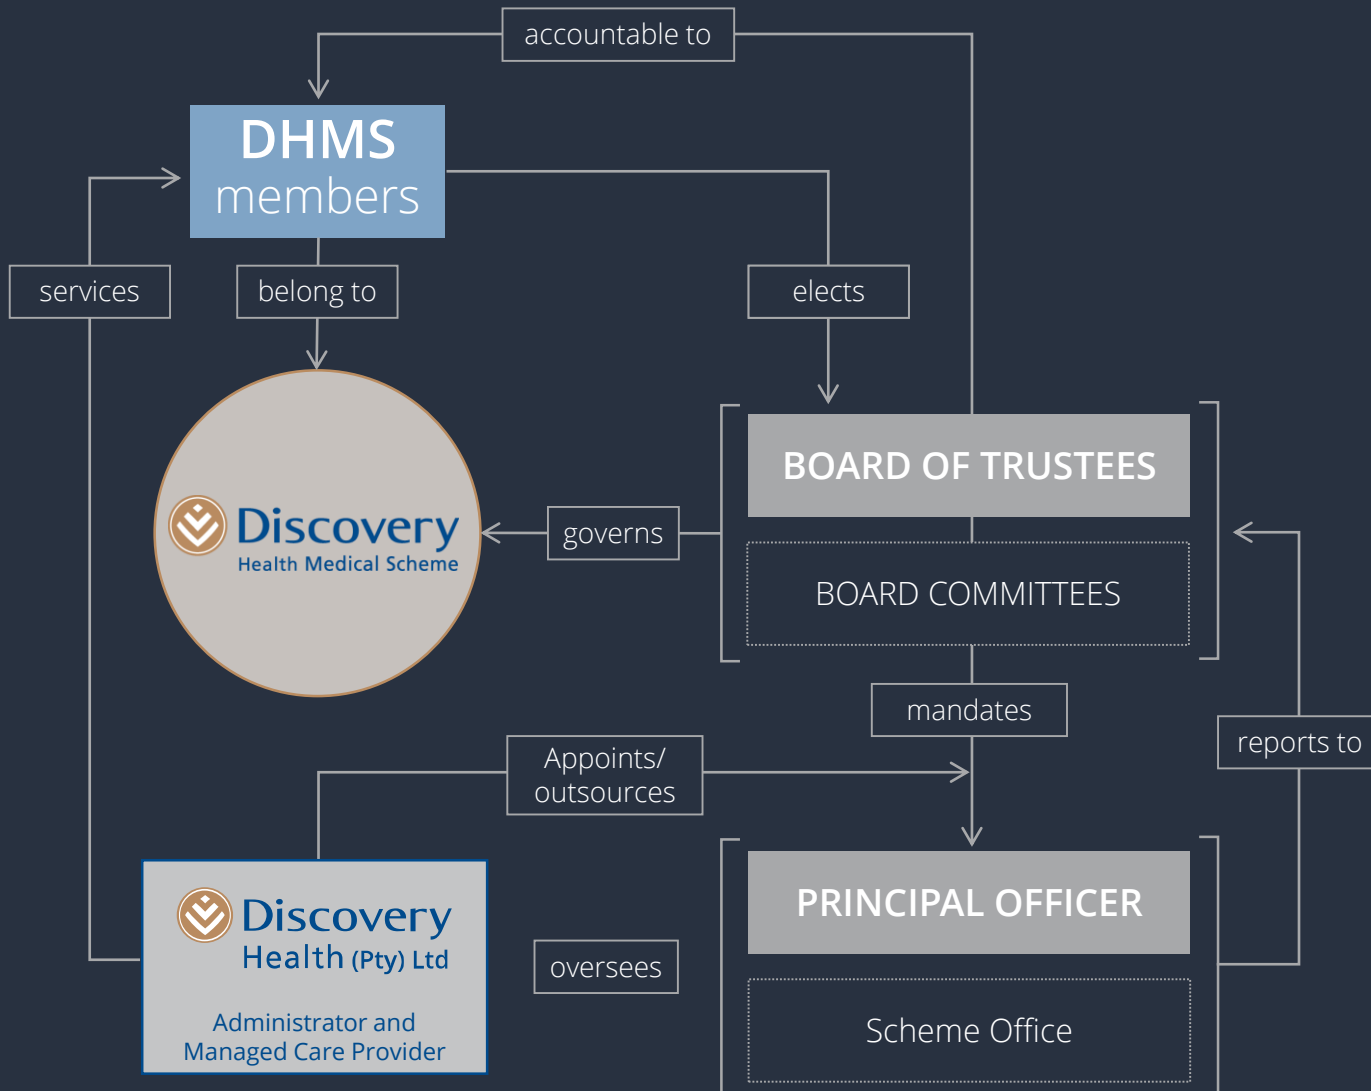 accountable to
DHMS
members
services
belong to
elects
BOARD OF TRUSTEES
Discovery
Health Medical Scheme
governs
BOARD COMMITTEES
mandates
reports to
Appoints/
outsources
PRINCIPAL OFFICER
Discovery
Health (Pty) Ltd
Administrator and
Managed Care Provider
oversees
Scheme Office